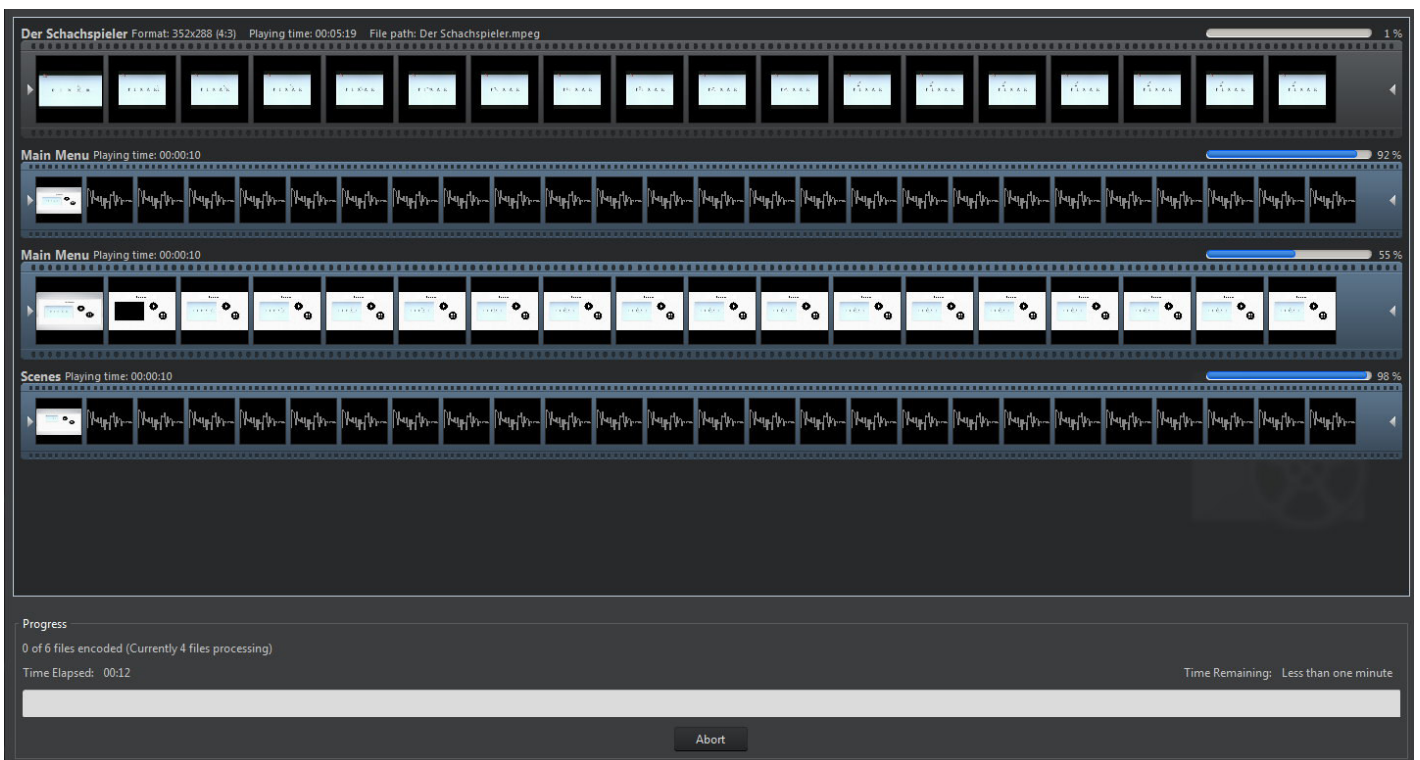 Der Schachspieler Format: 352x288 (4:3) Playing time: 00:05:19 File path: Der Schachspieler.mpeg 1 %
Main Menu Playing time: 00:00:10 92 %
Main Menu Playing time: 00:00:10 55 %
Scenes Playing time: 00:00:10 98 %
Progress
0 of 6 files encoded (Currently 4 files processing)
Time Elapsed: 00:12 Time Remaining: Less than one minute
Abort